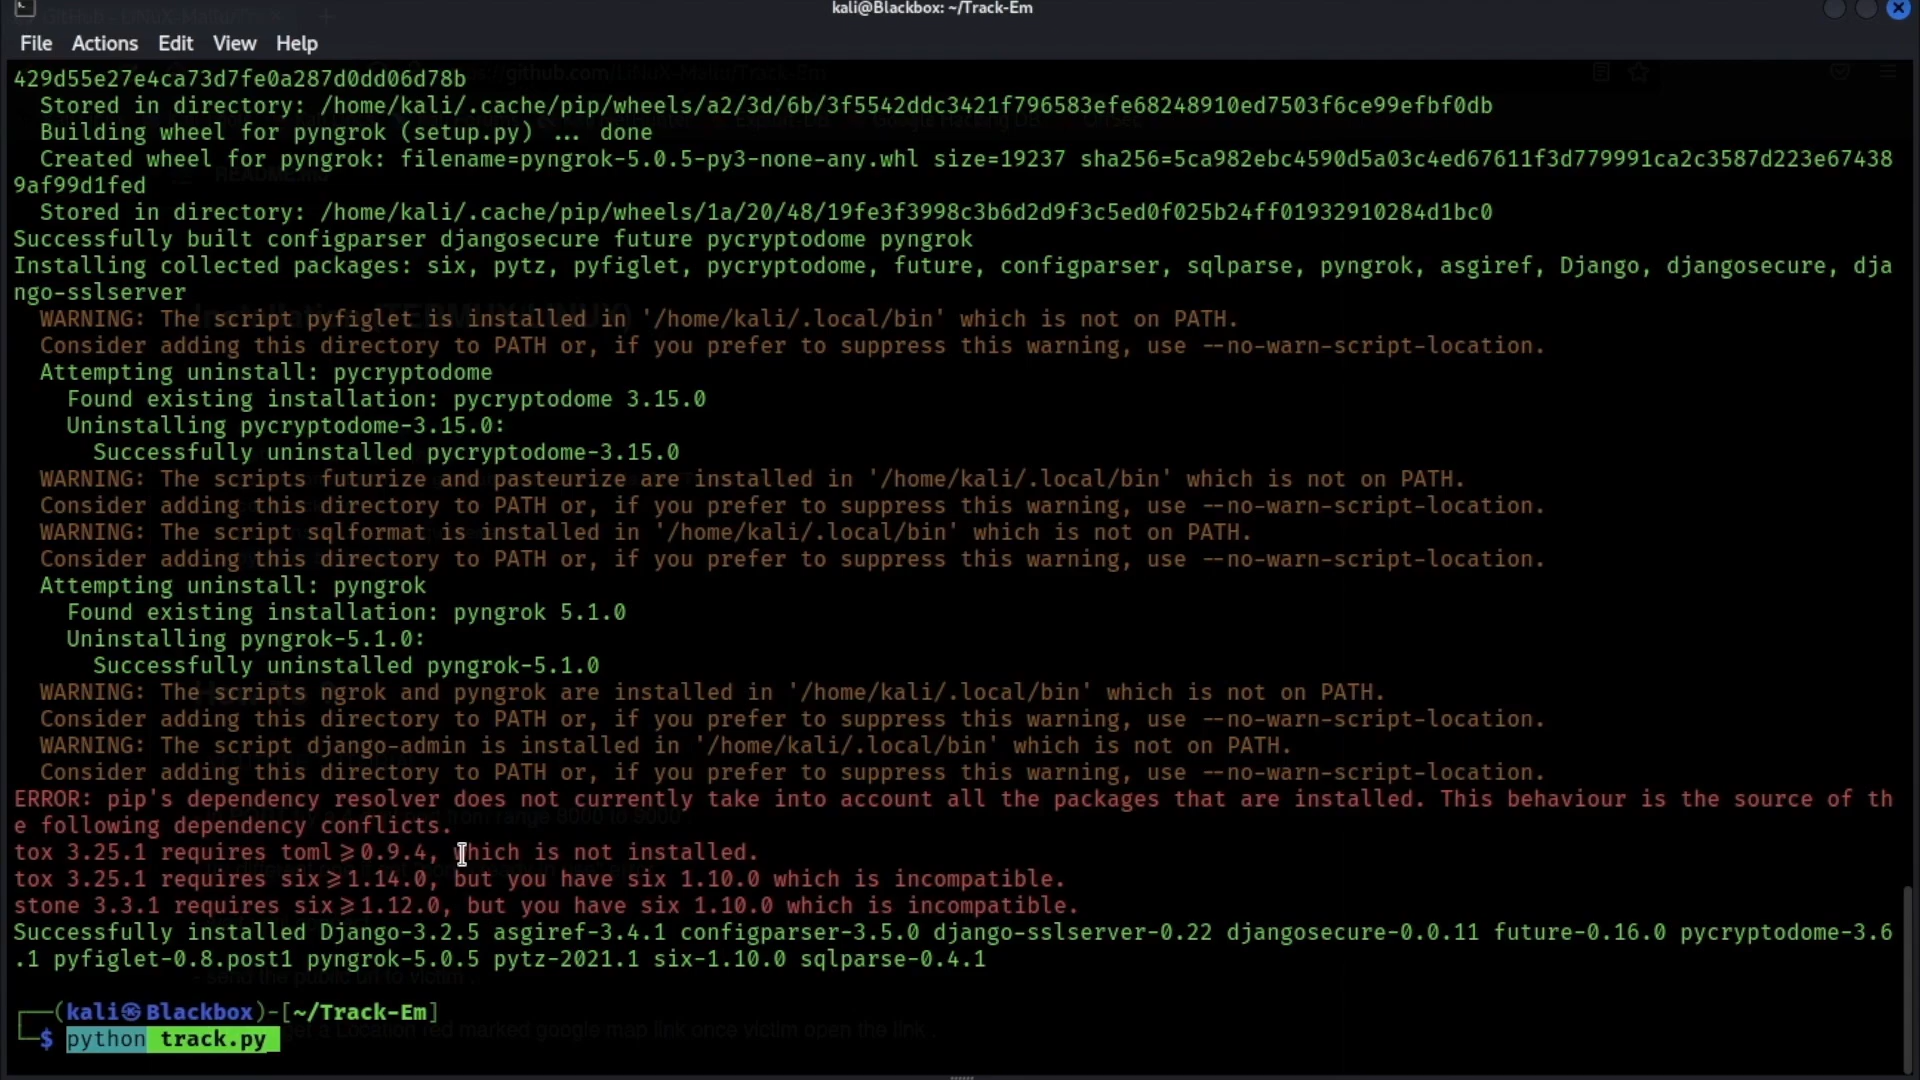 kali@Blackbox: ~/Track-Em
File Actions Edit View Help
429d55e27e4ca73d7fe0a287d0dd06d78b
Stored in directory: /home/kali/.cache/pip/wheels/a2/3d/6b/3f5542ddc3421f796583efe68248910ed7503f6ce99efbf0db
Building wheel for pyngrok (setup.py) ... done
Created wheel for pyngrok: filename=pyngrok-5.0.5-py3-none-any.whl size=19237 sha256=5ca982ebc4590d5a03c4ed67611f3d779991ca2c3587d223e67438
9af99d1fed
Stored in directory: /home/kali/.cache/pip/wheels/1a/20/48/19fe3f3998c3b6d2d9f3c5ed0f025b24ff01932910284d1bc0
Successfully built configparser djangosecure future pycryptodome pyngrok
Installing collected packages: six, pytz, pyfiglet, pycryptodome, future, configparser, sqlparse, pyngrok, asgiref, Django, djangosecure, dja
ngo-sslserver
WARNING: The script pyfiglet is installed in '/home/kali/.local/bin' which is not on PATH.
Consider adding this directory to PATH or, if you prefer to suppress this warning, use --no-warn-script-location.
Attempting uninstall: pycryptodome
Found existing installation: pycryptodome 3.15.0
Uninstalling pycryptodome-3.15.0:
Successfully uninstalled pycryptodome-3.15.0
WARNING: The scripts futurize and pasteurize are installed in '/home/kali/.local/bin' which is not on PATH.
Consider adding this directory to PATH or, if you prefer to suppress this warning, use --no-warn-script-location.
WARNING: The script sqlformat is installed in '/home/kali/.local/bin' which is not on PATH.
Consider adding this directory to PATH or, if you prefer to suppress this warning, use --no-warn-script-location.
Attempting uninstall: pyngrok
Found existing installation: pyngrok 5.1.0
Uninstalling pyngrok-5.1.0:
Successfully uninstalled pyngrok-5.1.0
WARNING: The scripts ngrok and pyngrok are installed in '/home/kali/.local/bin' which is not on PATH.
Consider adding this directory to PATH or, if you prefer to suppress this warning, use --no-warn-script-location.
WARNING: The script django-admin is installed in '/home/kali/.local/bin' which is not on PATH.
Consider adding this directory to PATH or, if you prefer to suppress this warning, use --no-warn-script-location.
ERROR: pip's dependency resolver does not currently take into account all the packages that are installed. This behaviour is the source of th
e following dependency conflicts.
tox 3.25.1 requires toml≥0.9.4, which is not installed.
tox 3.25.1 requires six≥1.14.0, but you have six 1.10.0 which is incompatible.
stone 3.3.1 requires six≥1.12.0, but you have six 1.10.0 which is incompatible.
Successfully installed Django-3.2.5 asgiref-3.4.1 configparser-3.5.0 django-sslserver-0.22 djangosecure-0.0.11 future-0.16.0 pycryptodome-3.6
.1 pyfiglet-0.8.post1 pyngrok-5.0.5 pytz-2021.1 six-1.10.0 sqlparse-0.4.1
(kali㉿Blackbox)-[~/Track-Em]
$ python track.py